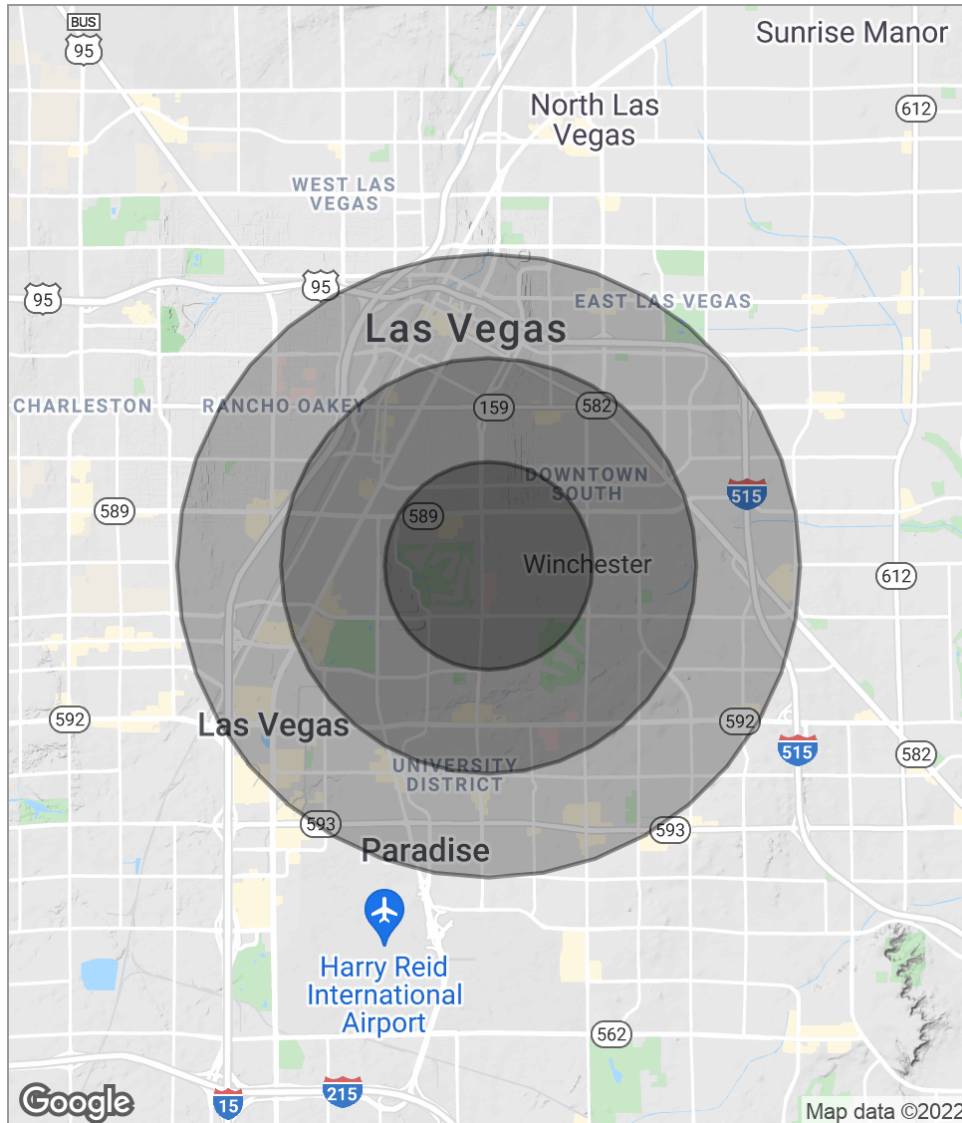 BUS
95
Sunrise Manor
North Las
Vegas
612
WEST LAS
VEGAS
95
95
EAST LAS VEGAS
Las Vegas
CHARLESTON
RANCHO OAKEY
159
582
DOWNTOWN
SOUTH
515
589
589
Winchester
612
592
Las Vegas
592
515
582
UNIVERSITY
DISTRICT
593
593
Paradise
Harry Reid
International
Airport
562
15
215
Google
Map data ©2022